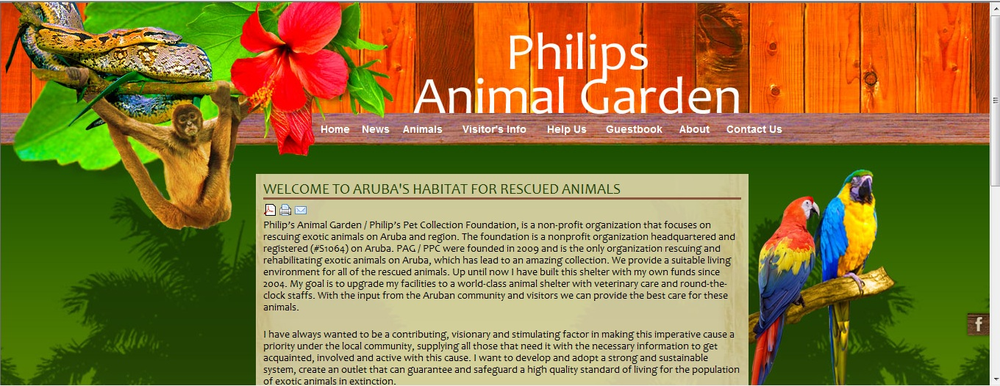 Philips
Animal Garden
Home News Animals Visitor's Info Help Us Guestbook About Contact Us
WELCOME TO ARUBA'S HABITAT FOR RESCUED ANIMALS
Philip's Animal Garden / Philip's Pet Collection Foundation, is a non-profit organization that focuses on
rescuing exotic animals on Aruba and region. The foundation is a nonprofit organization headquartered and
registered (#S1064) on Aruba. PAG / PPC were founded in 2009 and is the only organization rescuing and
rehabilitating exotic animals on Aruba, which has lead to an amazing collection. We provide a suitable living
environment for all of the rescued animals. Up until now I have built this shelter with my own funds since
2004. My goal is to upgrade my facilities to a world-class animal shelter with veterinary care and round-the-
clock staffs. With the input from the Aruban community and visitors we can provide the best care for these
animals.
I have always wanted to be a contributing, visionary and stimulating factor in making this imperative cause a
priority under the local community, supplying all those that need it with the necessary information to get
acquainted, involved and active with this cause. I want to develop and adopt a strong and sustainable
system, create an outlet that can guarantee and safeguard a high quality standard of living for the population
of exotic animals in extinction.
f